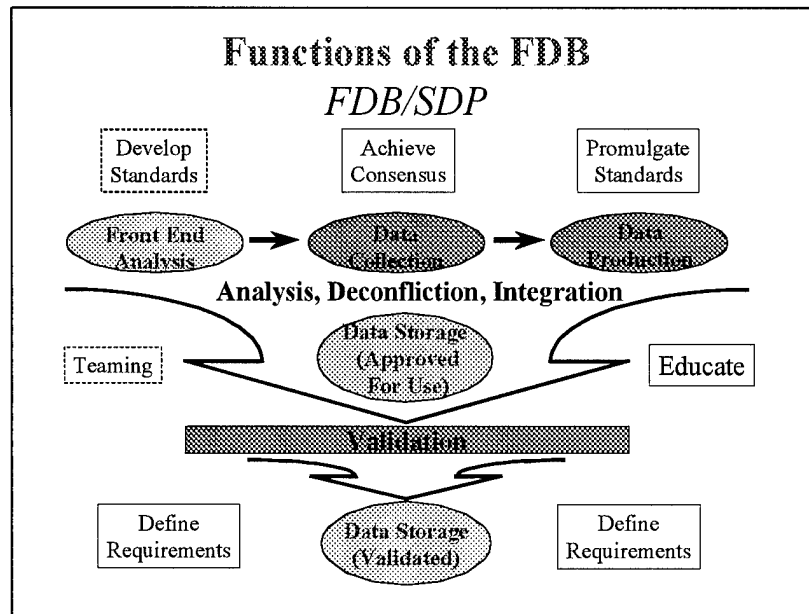 Functions of the FDB
FDB/SDP
Develop
Standards
Achieve
Consensus
Promulgate
Standards
Front End
Analysis
Data
Collection
Data
Production
Analysis, Deconfliction, Integration
Teaming
Data Storage
(Approved
For Use)
Educate
Validation
Define
Requirements
Data Storage
(Validated)
Define
Requirements